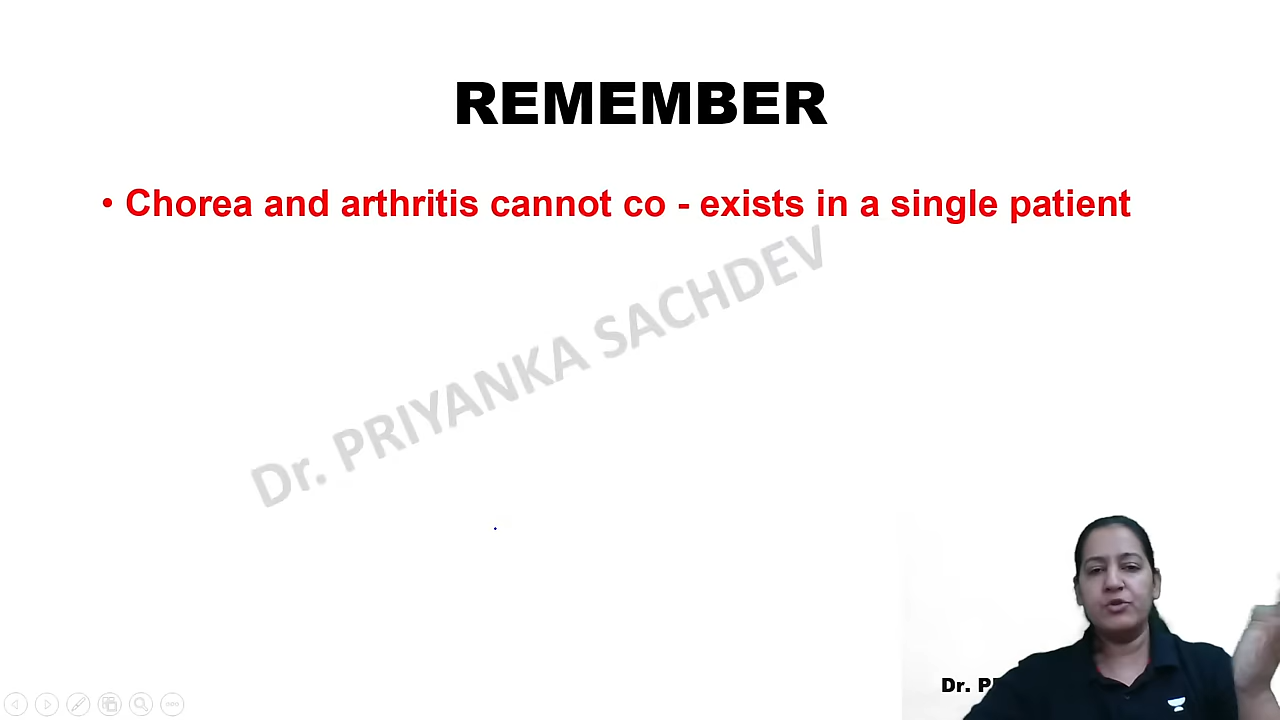 REMEMBER
• Chorea and arthritis cannot co - exists in a single patient
Dr. PRIYANKA SACHDEV
Dr. P